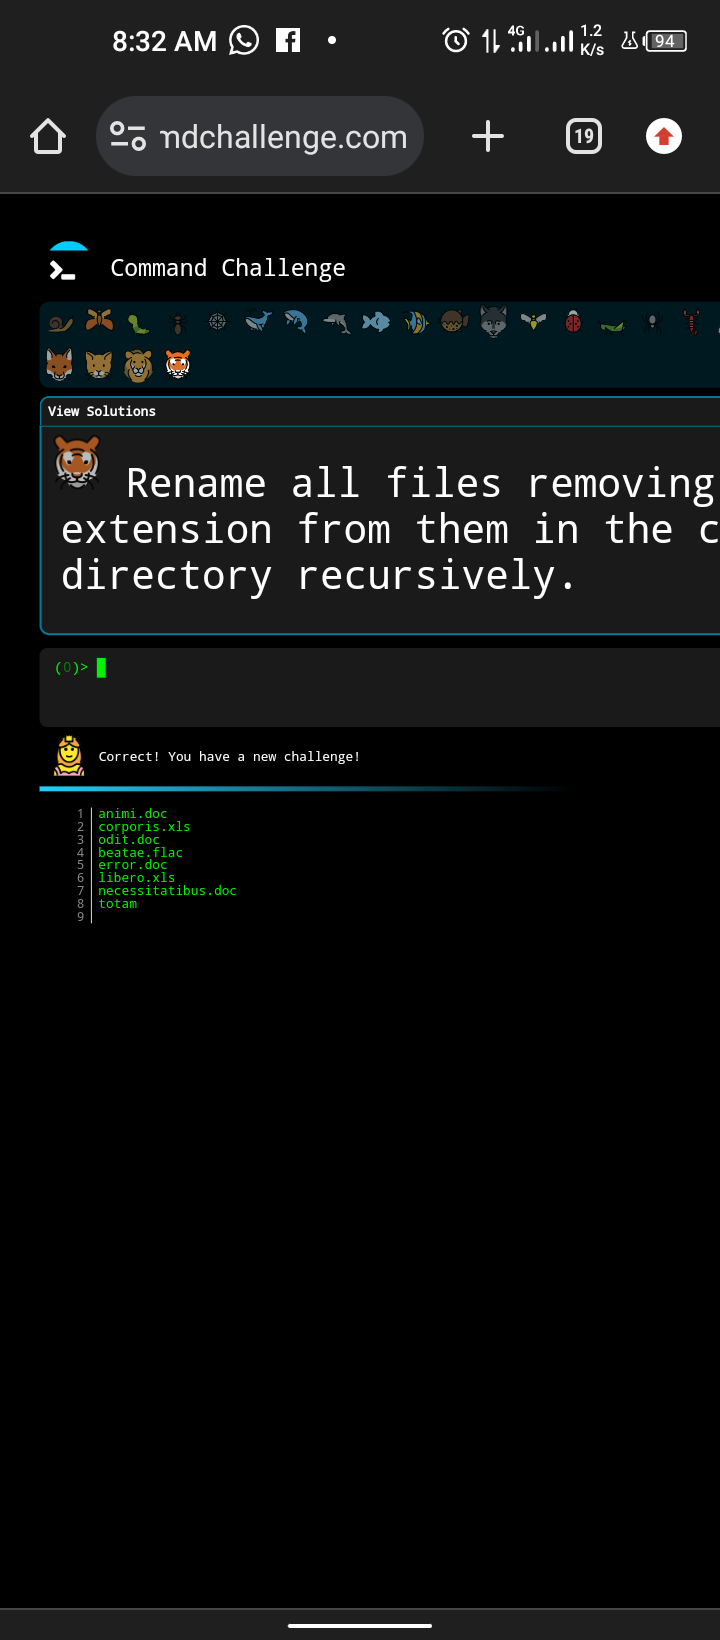 8:32 AM
4G
1.2
K/s
94
mdchallenge.com
19
Command Challenge
View Solutions
Rename all files removing
extension from them in the c
directory recursively.
(0)>
Correct! You have a new challenge!
1 animi.doc
2 corporis.xls
3 odit.doc
4 beatae.flac
5 error.doc
6 libero.xls
7 necessitatibus.doc
8 totam
9